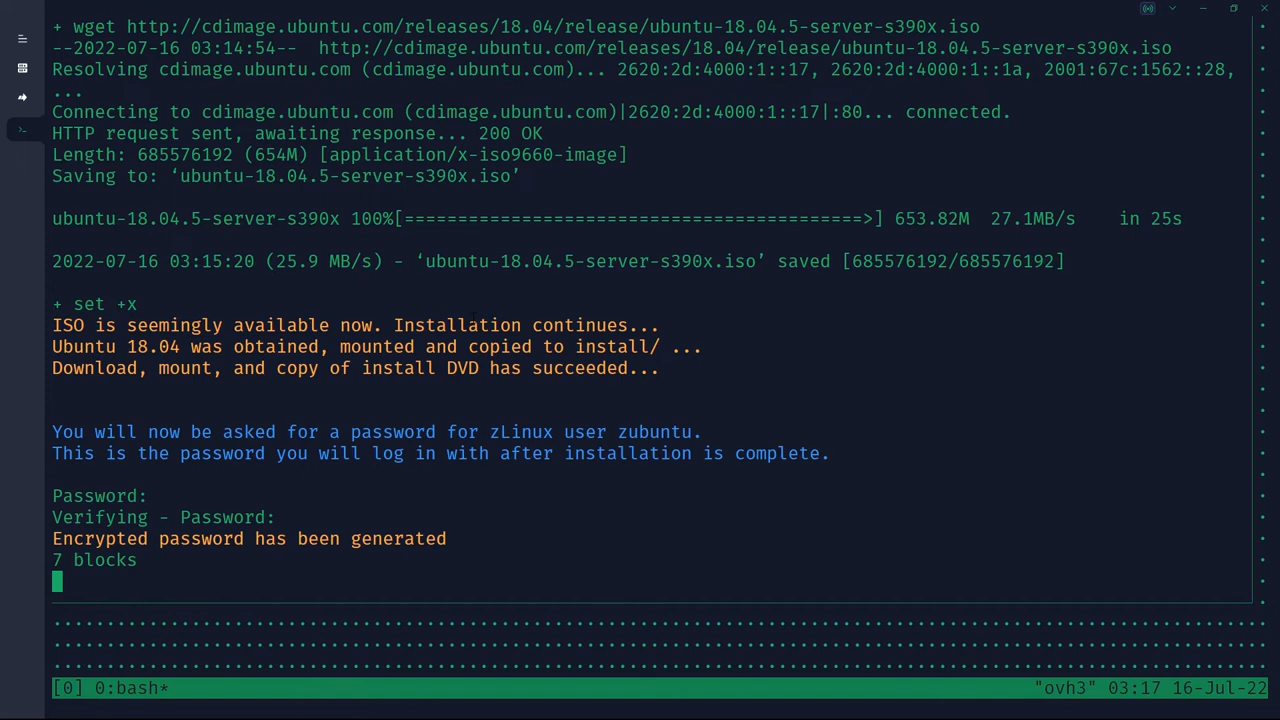 + wget http://cdimage.ubuntu.com/releases/18.04/release/ubuntu-18.04.5-server-s390x.iso
--2022-07-16 03:14:54--  http://cdimage.ubuntu.com/releases/18.04/release/ubuntu-18.04.5-server-s390x.iso
Resolving cdimage.ubuntu.com (cdimage.ubuntu.com)... 2620:2d:4000:1::17, 2620:2d:4000:1::1a, 2001:67c:1562::28,
...
Connecting to cdimage.ubuntu.com (cdimage.ubuntu.com)|2620:2d:4000:1::17|:80... connected.
HTTP request sent, awaiting response... 200 OK
Length: 685576192 (654M) [application/x-iso9660-image]
Saving to: ‘ubuntu-18.04.5-server-s390x.iso’
ubuntu-18.04.5-server-s390x 100%[===========================================>] 653.82M  27.1MB/s    in 25s
2022-07-16 03:15:20 (25.9 MB/s) - ‘ubuntu-18.04.5-server-s390x.iso’ saved [685576192/685576192]
+ set +x
ISO is seemingly available now. Installation continues...
Ubuntu 18.04 was obtained, mounted and copied to install/ ...
Download, mount, and copy of install DVD has succeeded...
You will now be asked for a password for zLinux user zubuntu.
This is the password you will log in with after installation is complete.
Password:
Verifying - Password:
Encrypted password has been generated
7 blocks
[0] 0:bash* "ovh3" 03:17 16-Jul-22